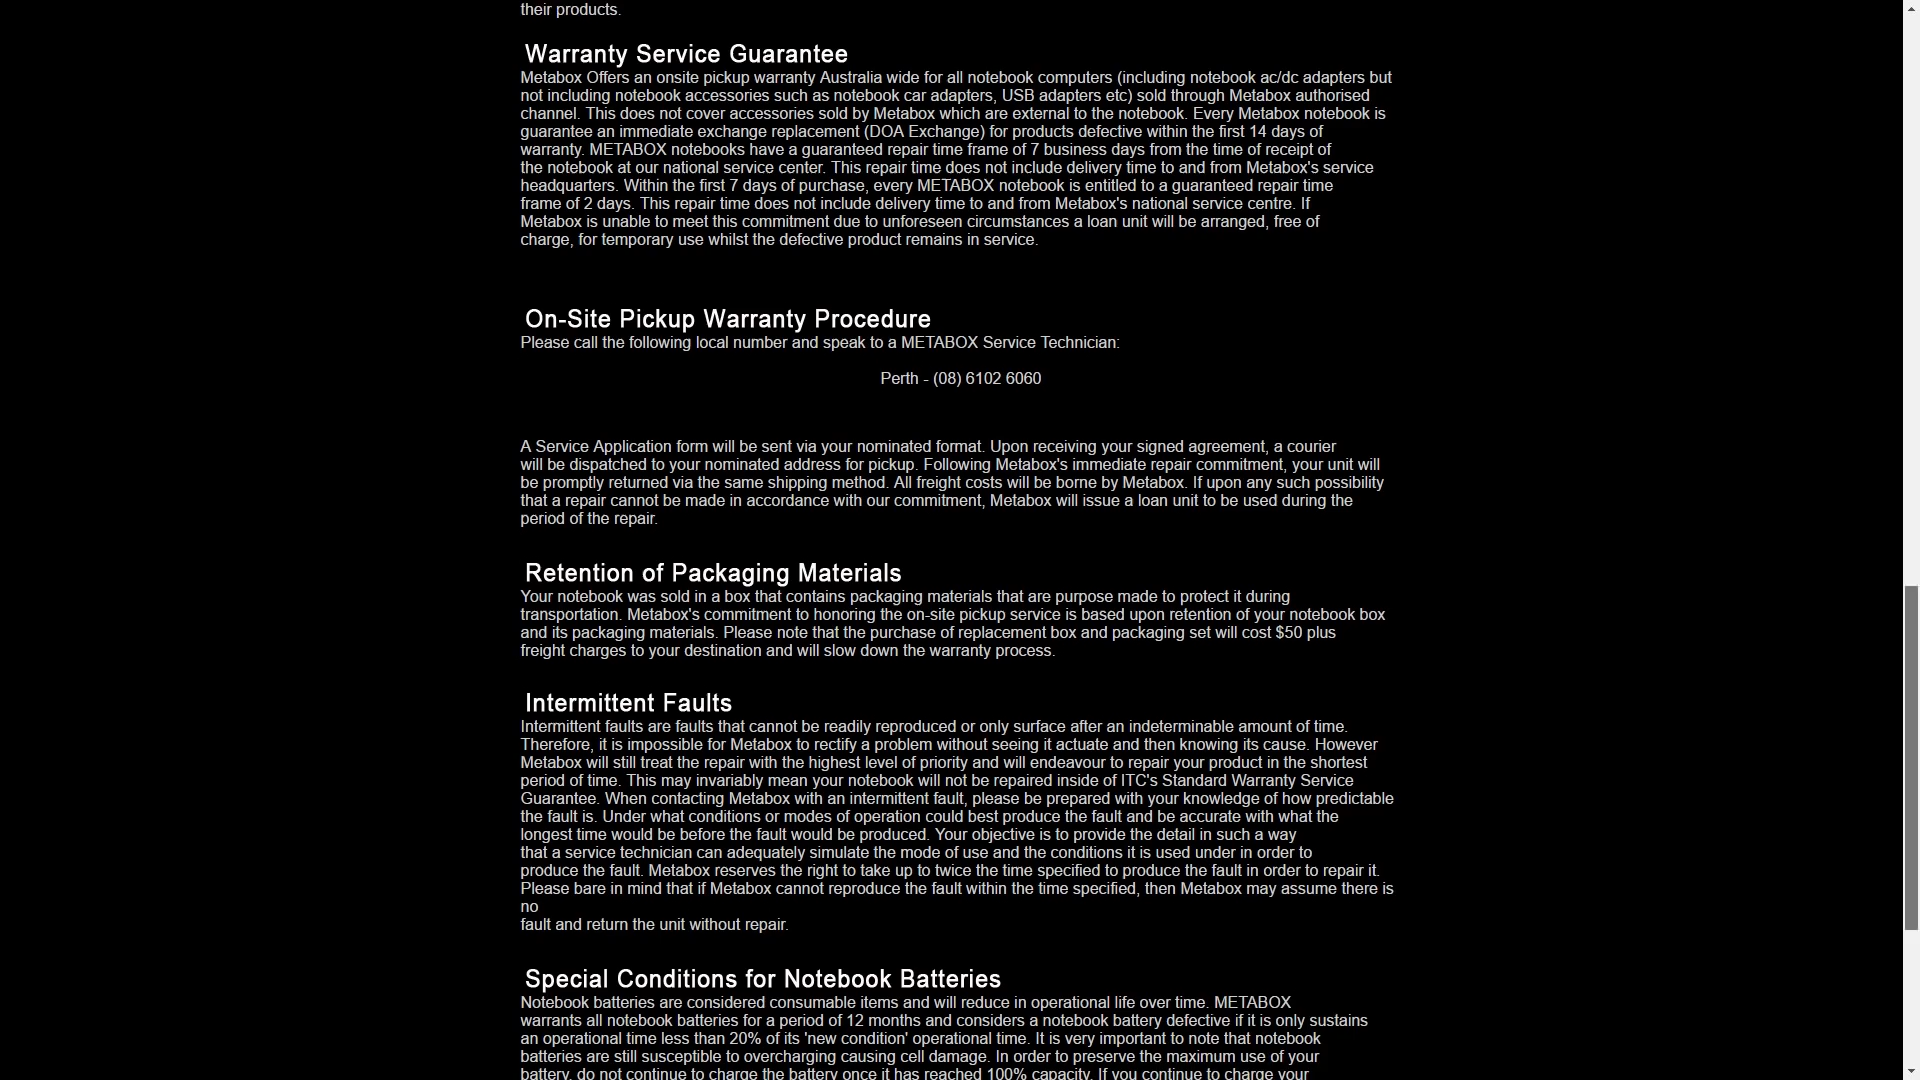 their products.
Warranty Service Guarantee
Metabox Offers an onsite pickup warranty Australia wide for all notebook computers (including notebook ac/dc adapters but
not including notebook accessories such as notebook car adapters, USB adapters etc) sold through Metabox authorised
channel. This does not cover accessories sold by Metabox which are external to the notebook. Every Metabox notebook is
guarantee an immediate exchange replacement (DOA Exchange) for products defective within the first 14 days of
warranty. METABOX notebooks have a guaranteed repair time frame of 7 business days from the time of receipt of
the notebook at our national service center. This repair time does not include delivery time to and from Metabox's service
headquarters. Within the first 7 days of purchase, every METABOX notebook is entitled to a guaranteed repair time
frame of 2 days. This repair time does not include delivery time to and from Metabox's national service centre. If
Metabox is unable to meet this commitment due to unforeseen circumstances a loan unit will be arranged, free of
charge, for temporary use whilst the defective product remains in service.
On-Site Pickup Warranty Procedure
Please call the following local number and speak to a METABOX Service Technician:
Perth - (08) 6102 6060
A Service Application form will be sent via your nominated format. Upon receiving your signed agreement, a courier
will be dispatched to your nominated address for pickup. Following Metabox's immediate repair commitment, your unit will
be promptly returned via the same shipping method. All freight costs will be borne by Metabox. If upon any such possibility
that a repair cannot be made in accordance with our commitment, Metabox will issue a loan unit to be used during the
period of the repair.
Retention of Packaging Materials
Your notebook was sold in a box that contains packaging materials that are purpose made to protect it during
transportation. Metabox's commitment to honoring the on-site pickup service is based upon retention of your notebook box
and its packaging materials. Please note that the purchase of replacement box and packaging set will cost $50 plus
freight charges to your destination and will slow down the warranty process.
Intermittent Faults
Intermittent faults are faults that cannot be readily reproduced or only surface after an indeterminable amount of time.
Therefore, it is impossible for Metabox to rectify a problem without seeing it actuate and then knowing its cause. However
Metabox will still treat the repair with the highest level of priority and will endeavour to repair your product in the shortest
period of time. This may invariably mean your notebook will not be repaired inside of ITC's Standard Warranty Service
Guarantee. When contacting Metabox with an intermittent fault, please be prepared with your knowledge of how predictable
the fault is. Under what conditions or modes of operation could best produce the fault and be accurate with what the
longest time would be before the fault would be produced. Your objective is to provide the detail in such a way
that a service technician can adequately simulate the mode of use and the conditions it is used under in order to
produce the fault. Metabox reserves the right to take up to twice the time specified to produce the fault in order to repair it.
Please bare in mind that if Metabox cannot reproduce the fault within the time specified, then Metabox may assume there is
no
fault and return the unit without repair.
Special Conditions for Notebook Batteries
Notebook batteries are considered consumable items and will reduce in operational life over time. METABOX
warrants all notebook batteries for a period of 12 months and considers a notebook battery defective if it is only sustains
an operational time less than 20% of its 'new condition' operational time. It is very important to note that notebook
batteries are still susceptible to overcharging causing cell damage. In order to preserve the maximum use of your
battery, do not continue to charge the battery once it has reached 100% capacity. If you continue to charge your